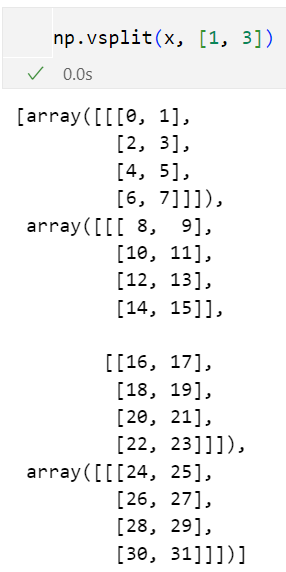 np.vsplit(x, [1, 3])
✓ 0.0s
[array([[[0, 1],
         [2, 3],
         [4, 5],
         [6, 7]]]),
 array([[[ 8,  9],
         [10, 11],
         [12, 13],
         [14, 15]],

        [[16, 17],
         [18, 19],
         [20, 21],
         [22, 23]]]),
 array([[[24, 25],
         [26, 27],
         [28, 29],
         [30, 31]]])]